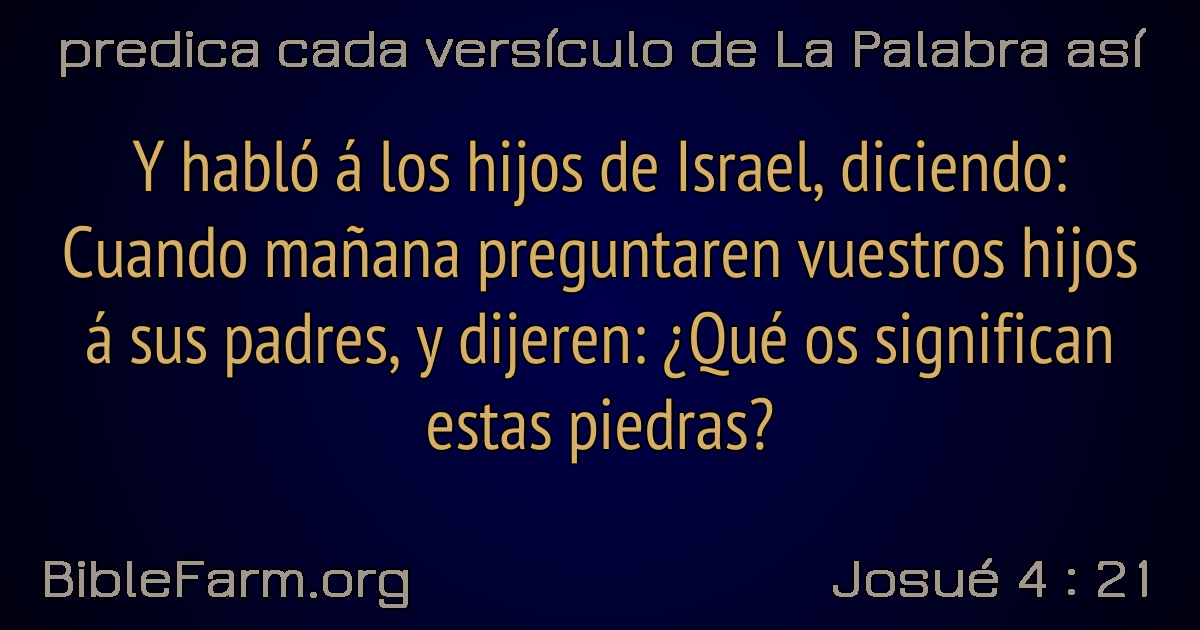 predica cada versículo de La Palabra así
Y habló á los hijos de Israel, diciendo:
Cuando mañana preguntaren vuestros hijos
á sus padres, y dijeren: ¿Qué os significan
estas piedras?
BibleFarm.org
Josué 4 : 21